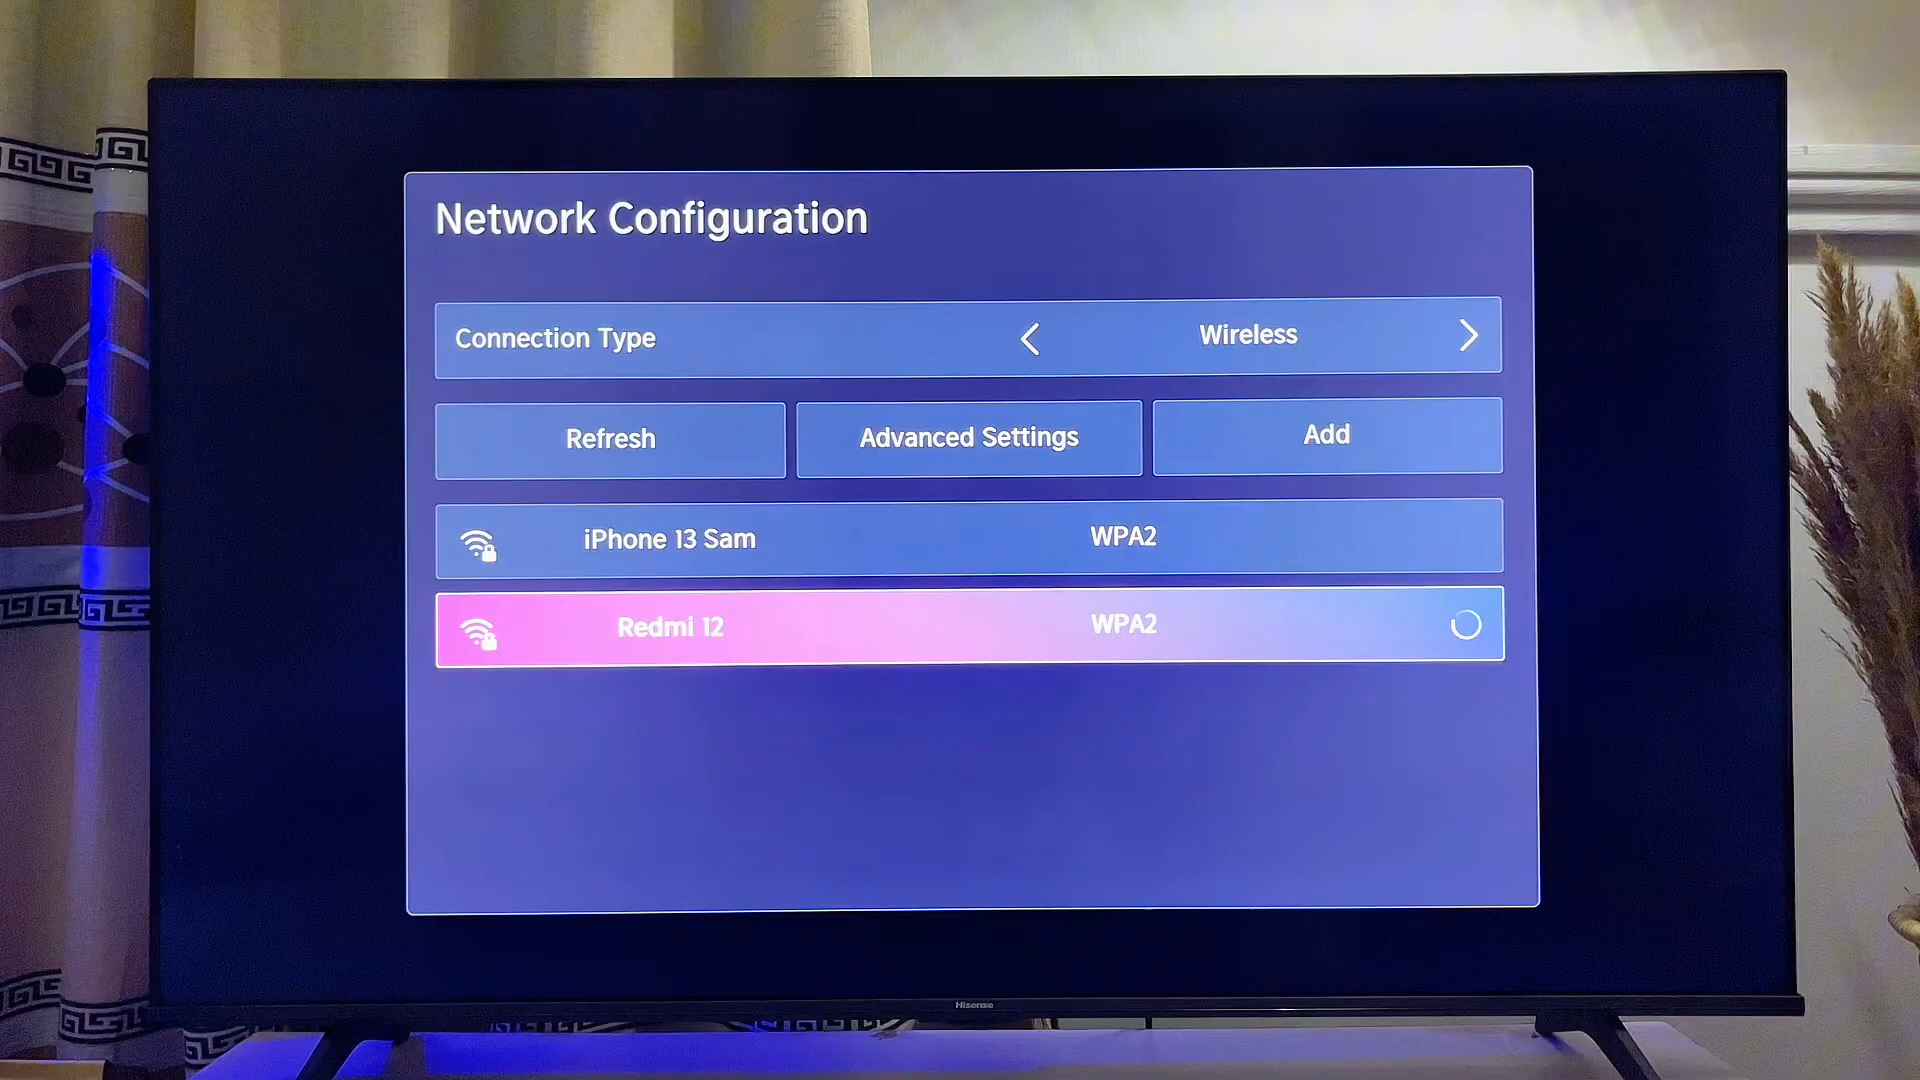 Network Configuration
Connection Type Wireless
Refresh Advanced Settings Add
iPhone 13 Sam WPA2
Redmi 12 WPA2
Hisense